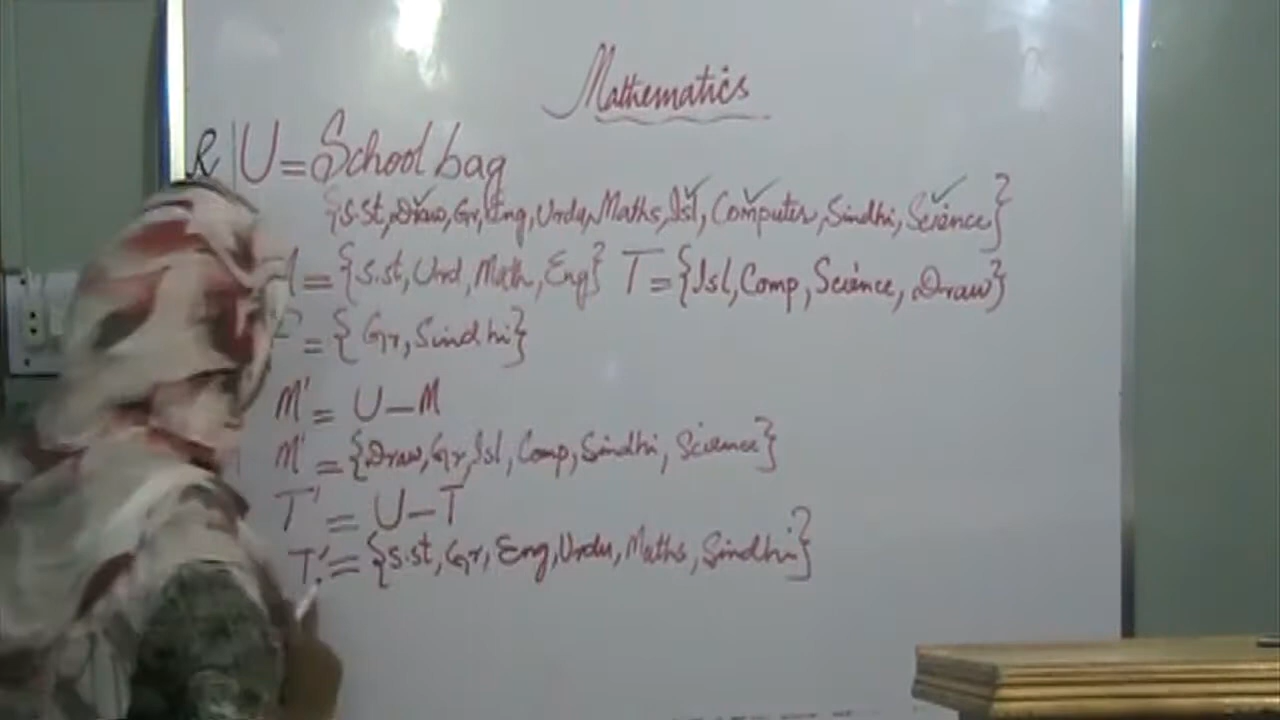 Mathematics
R U = School bag
{S.st, Draw, Gr, Eng, Urdu, Maths, Isl, Computer, Sindhi, Science}
= {S.st, Urd, Math, Eng} T = {Isl, Comp, Science, Draw}
= {Gr, Sindhi}
M' = U - M
M' = {Draw, Gr, Isl, Comp, Sindhi, Science}
T' = U - T
T' = {S.st, Gr, Eng, Urdu, Maths, Sindhi}